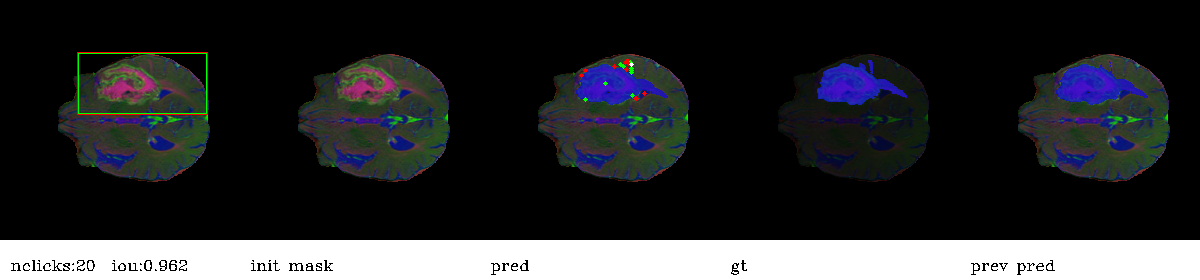 nclicks:20 iou:0.962 init mask pred gt prev pred